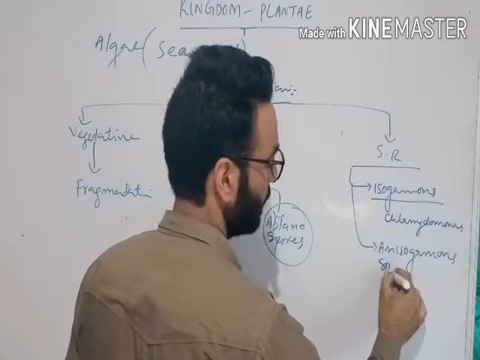 KINGDOM - PLANTAE
Made with KINEMASTER
Algae (Sea
Vegetative
S.R
Fragmentati
Isogamous
Chlamydomonas
Aplano
Spores
Anisogamous